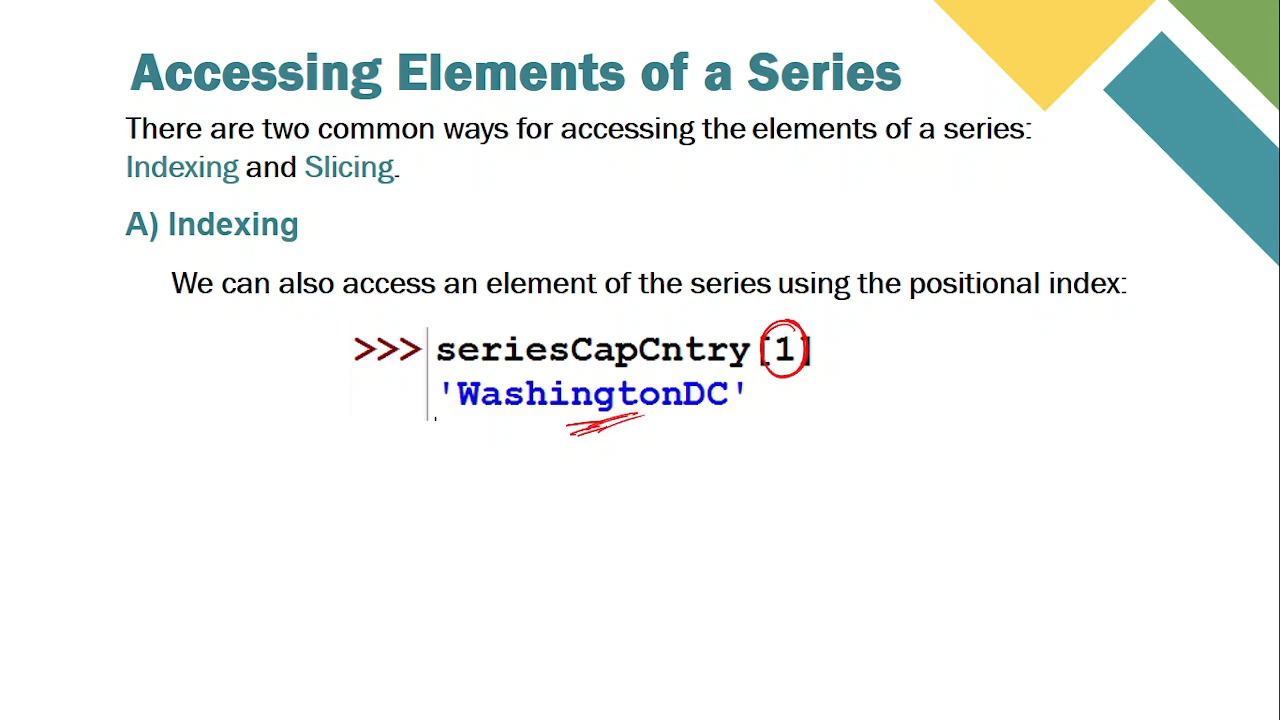 Accessing Elements of a Series
There are two common ways for accessing the elements of a series:
Indexing and Slicing.
A) Indexing
We can also access an element of the series using the positional index:
>>> seriesCapCntry[1]
'WashingtonDC'